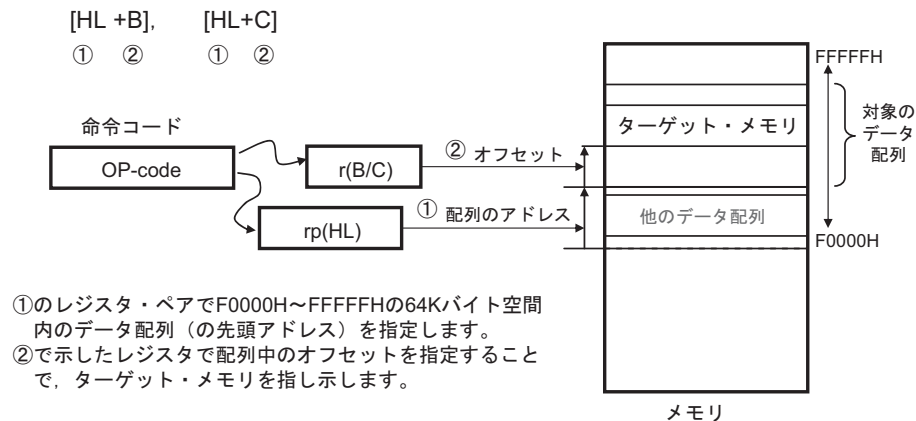 [HL +B], [HL+C]
① ② ① ②
FFFFFH
対象の
データ
配列
命令コード
ターゲット・メモリ
OP-code
r(B/C)
② オフセット
① 配列のアドレス
rp(HL)
他のデータ配列
F0000H
①のレジスタ・ペアでF0000H～FFFFFHの64Kバイト空間
内のデータ配列（の先頭アドレス）を指定します。
②で示したレジスタで配列中のオフセットを指定すること
で，ターゲット・メモリを指し示します。
メモリ